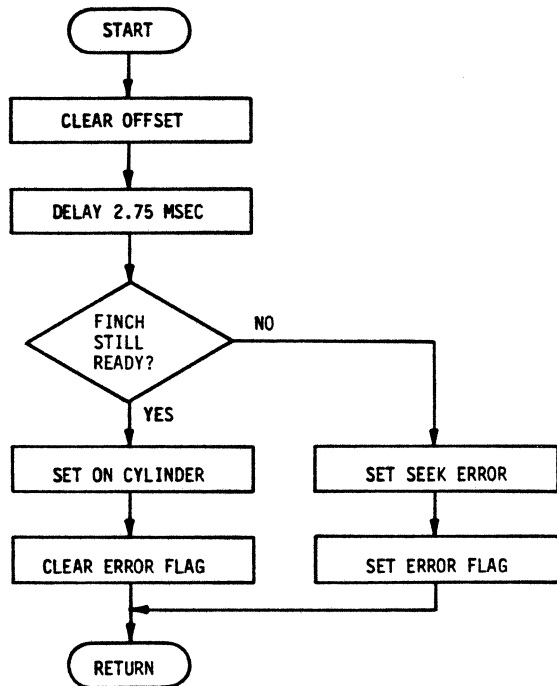 START
CLEAR OFFSET
DELAY 2.75 MSEC
FINCH
STILL
READY?
NO
YES
SET ON CYLINDER
SET SEEK ERROR
CLEAR ERROR FLAG
SET ERROR FLAG
RETURN